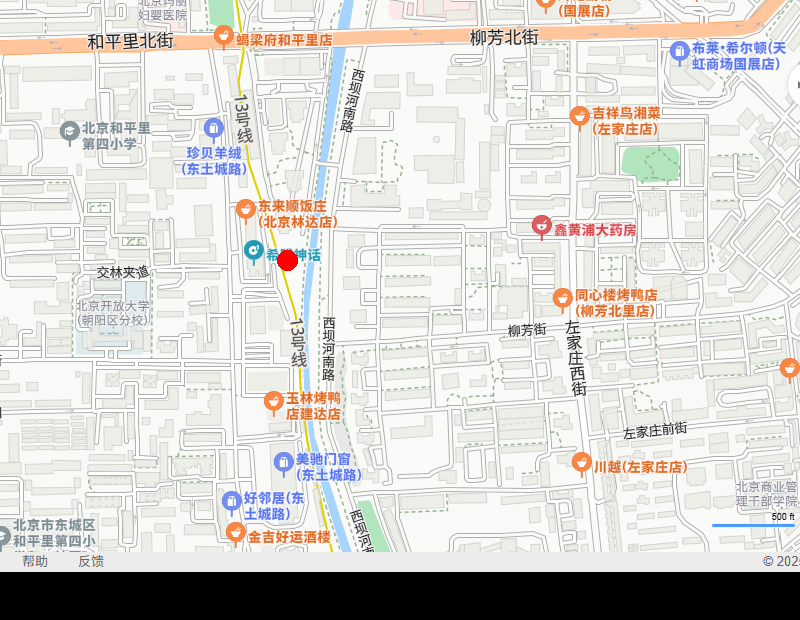 妇婴医院
(国展店)
蝎梁府和平里店
和平里北街
柳芳北街
布莱·希尔顿(天
虹商场国展店)
西坝河南路
13号线
吉祥鸟湘菜
(左家庄店)
北京和平里
第四小学
珍贝羊绒
(东土城路)
东来顺饭庄
(北京林达店)
鑫黄浦大药房
希
神话
交林夹道
同心楼烤鸭店
(柳芳北里店)
北京开放大学
(朝阳区分校)
13号线
西坝河南路
柳芳街
左家庄西街
玉林烤鸭
店建达店
左家庄前街
美驰门窗
(东土城路)
川越(左家庄店)
好邻居(东
土城路)
北京商业管
理干部学院
500 ft
西坝河南
北京市东城区
和平里第四小
金吉好运酒楼
帮助
反馈
© 202